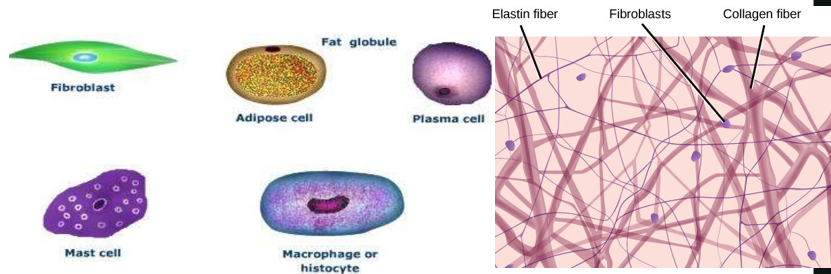 Elastin fiber
Fibroblasts
Collagen fiber
Fat globule
Fibroblast
Adipose cell
Plasma cell
Mast cell
Macrophage or
histocyte